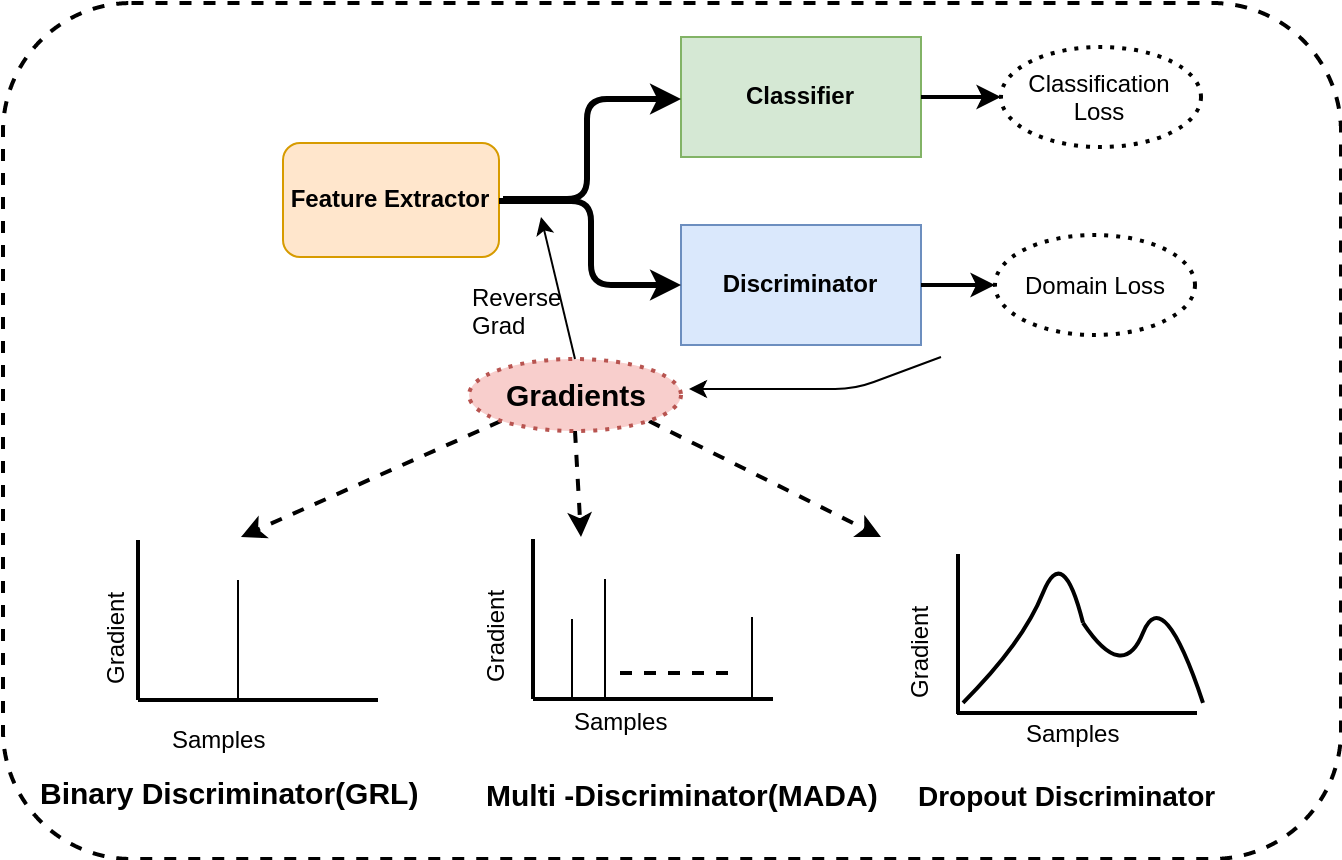 Classifier
Classification
Loss
Feature Extractor
Discriminator
Domain Loss
Reverse
Grad
Gradients
Gradient
Samples
Gradient
Samples
Gradient
Samples
Binary Discriminator(GRL)
Multi -Discriminator(MADA)
Dropout Discriminator